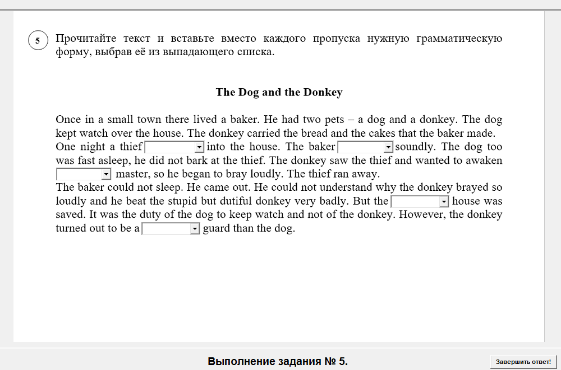 5 Прочитайте текст и вставьте вместо каждого пропуска нужную грамматическую
форму, выбрав её из выпадающего списка.
The Dog and the Donkey
Once in a small town there lived a baker. He had two pets – a dog and a donkey. The dog
kept watch over the house. The donkey carried the bread and the cakes that the baker made.
One night a thief into the house. The baker soundly. The dog too
was fast asleep, he did not bark at the thief. The donkey saw the thief and wanted to awaken
master, so he began to bray loudly. The thief ran away.
The baker could not sleep. He came out. He could not understand why the donkey brayed so
loudly and he beat the stupid but dutiful donkey very badly. But the house was
saved. It was the duty of the dog to keep watch and not of the donkey. However, the donkey
turned out to be a guard than the dog.
Выполнение задания № 5.
Завершить ответ!